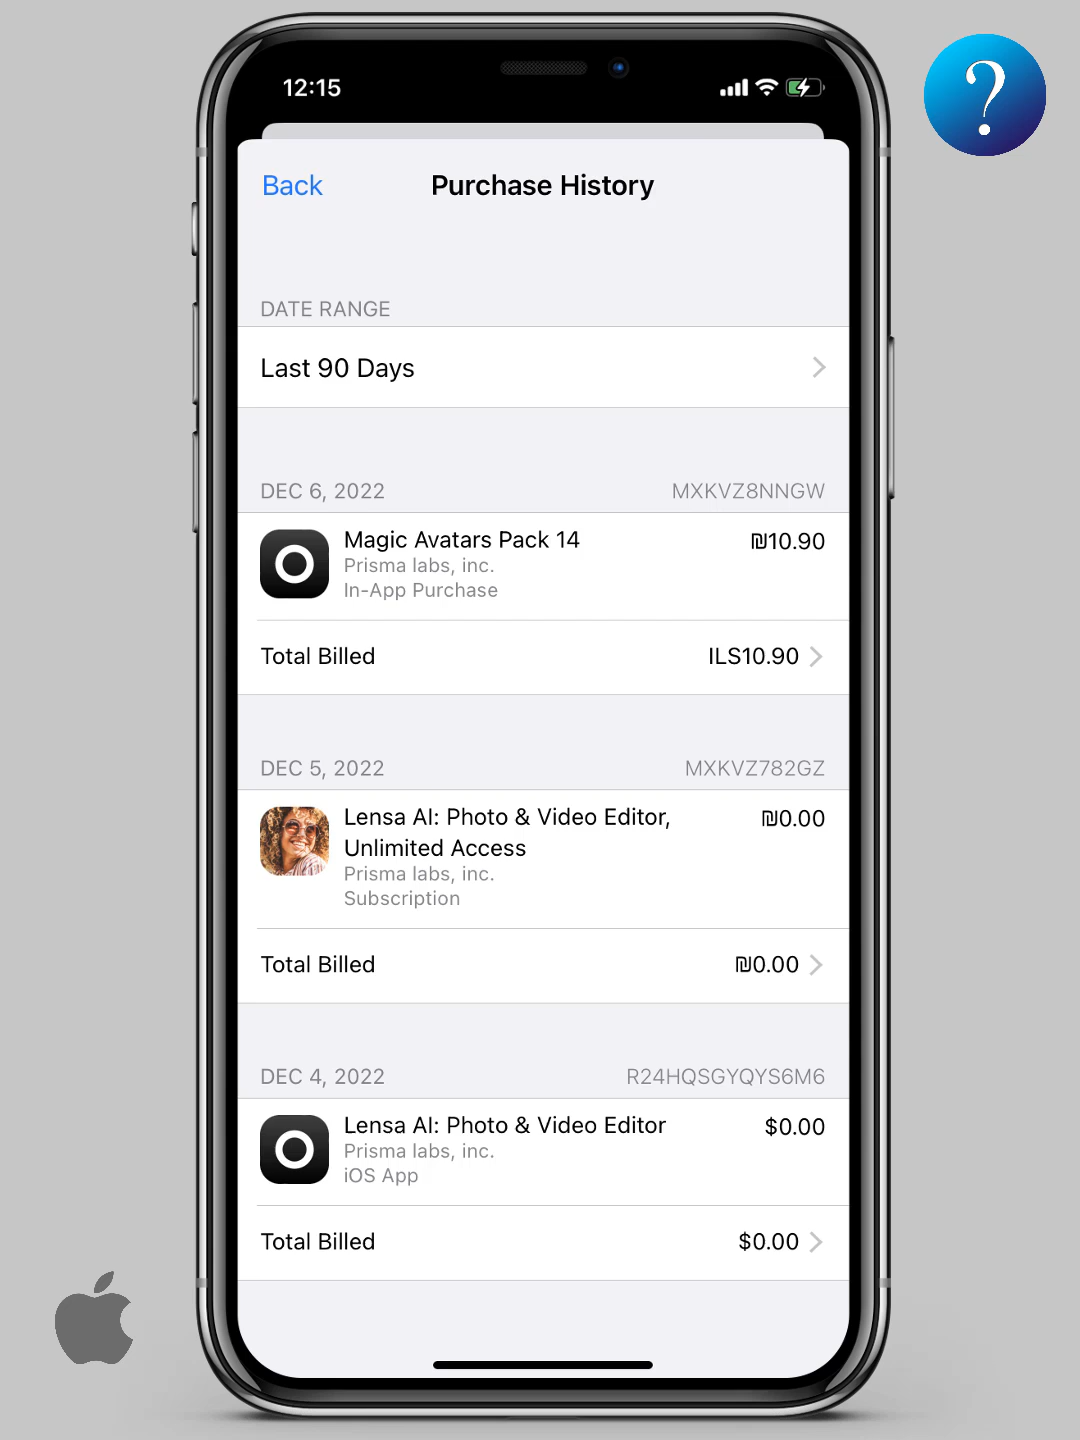 12:15
Back
Purchase History
DATE RANGE
Last 90 Days
DEC 6, 2022
MXKVZ8NNGW
Magic Avatars Pack 14
₪10.90
Prisma labs, inc.
In-App Purchase
Total Billed
ILS10.90
DEC 5, 2022
MXKVZ782GZ
Lensa AI: Photo & Video Editor,
₪0.00
Unlimited Access
Prisma labs, inc.
Subscription
Total Billed
₪0.00
DEC 4, 2022
R24HQSGYQYS6M6
Lensa AI: Photo & Video Editor
$0.00
Prisma labs, inc.
iOS App
Total Billed
$0.00
?